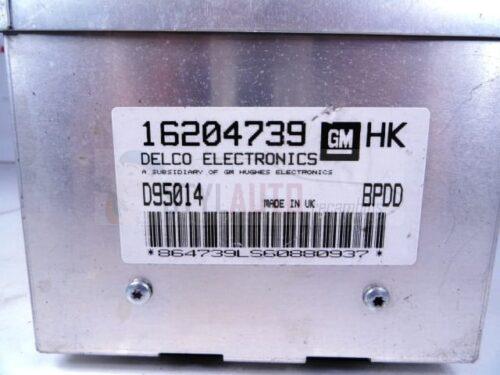 16204739 GM HK
DELCO ELECTRONICS
A SUBSIDIARY OF GM HUGHES ELECTRONICS
D95014 MADE IN UK BPDD
*864739LS60880937*